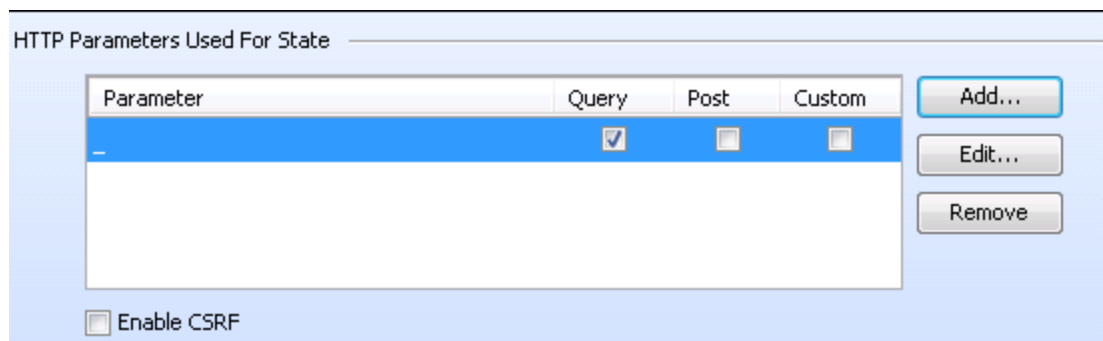 HTTP Parameters Used For State
Parameter Query Post Custom
_
Add...
Edit...
Remove
Enable CSRF